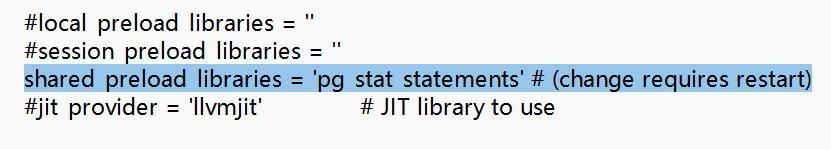 #local preload libraries = ''
#session preload libraries = ''
shared preload libraries = 'pg stat statements' # (change requires restart)
#jit provider = 'llvmjit' # JIT library to use